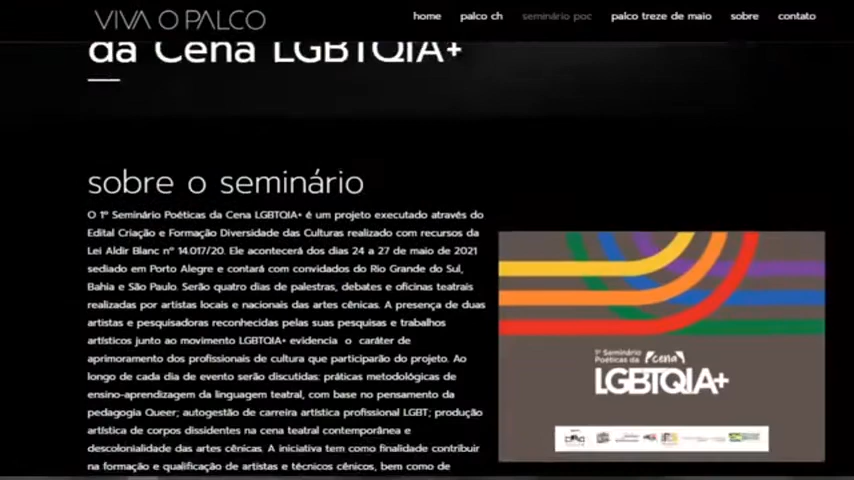 VIVA O PALCO
home palco ch seminário poc palco treze de maio sobre contato
da Cena LGBTQIA+
sobre o seminário
O 1º Seminário Poéticas da Cena LGBTQIA+ é um projeto executado através do
Edital Criação e Formação Diversidade das Culturas realizado com recursos da
Lei Aldir Blanc nº 14.017/20. Ele acontecerá dos dias 24 a 27 de maio de 2021
sediado em Porto Alegre e contará com convidados do Rio Grande do Sul,
Bahia e São Paulo. Serão quatro dias de palestras, debates e oficinas teatrais
realizadas por artistas locais e nacionais das artes cênicas. A presença de duas
artistas e pesquisadoras reconhecidas pelas suas pesquisas e trabalhos
artísticos junto ao movimento LGBTQIA+ evidencia o caráter de
aprimoramento dos profissionais de cultura que participarão do projeto. Ao
longo de cada dia de evento serão discutidas: práticas metodológicas de
ensino-aprendizagem da linguagem teatral, com base no pensamento da
pedagogia Queer; autogestão de carreira artística profissional LGBT; produção
artística de corpos dissidentes na cena teatral contemporânea e
descolonialidade das artes cênicas. A iniciativa tem como finalidade contribuir
na formação e qualificação de artistas e técnicos cênicos, bem como de
1º Seminário
Poéticas da cena
LGBTQIA+